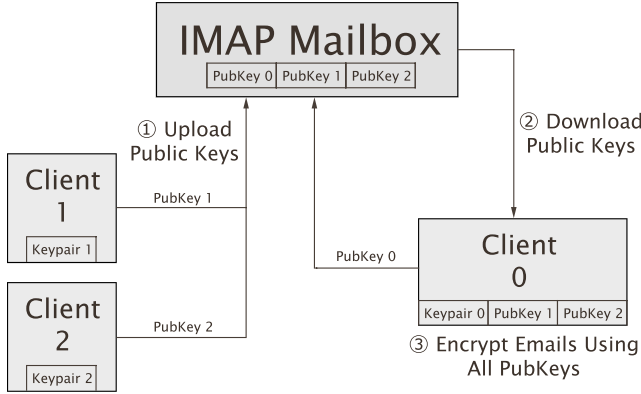 IMAP Mailbox
PubKey 0 PubKey 1 PubKey 2
① Upload
Public Keys
② Download
Public Keys
Client
1
Keypair 1
PubKey 1
PubKey 0
Client
0
Keypair 0 PubKey 1 PubKey 2
Client
2
Keypair 2
PubKey 2
③ Encrypt Emails Using
All PubKeys